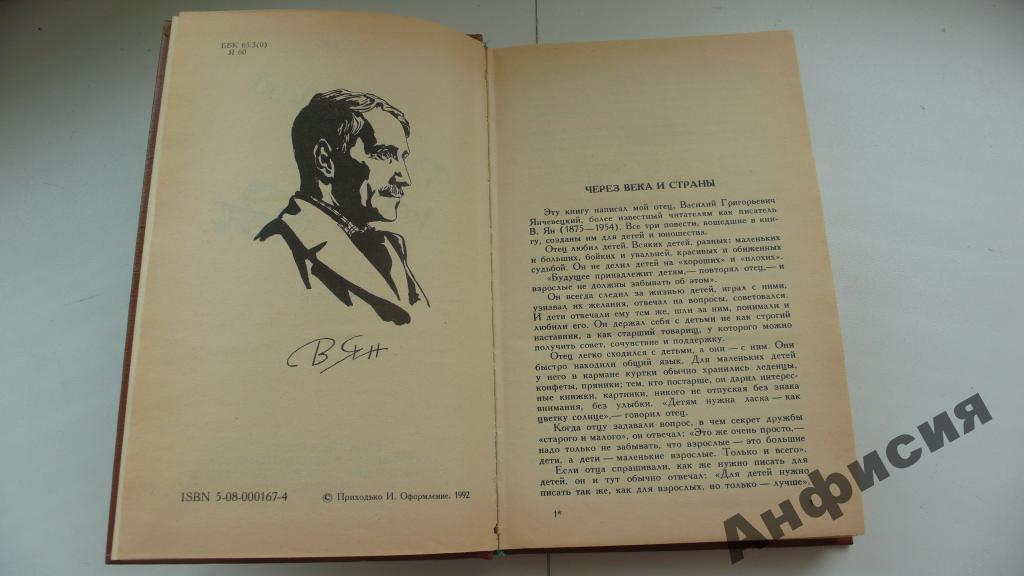 ББК 63.3(0)
Я 60
В Ян
ISBN 5-08-000167-4
© Приходько И. Оформление. 1992
ЧЕРЕЗ ВЕКА И СТРАНЫ
Эту книгу написал мой отец, Василий Григорьевич
Янчевецкий, более известный читателям как писатель
В. Ян (1875—1954). Все три повести, вошедшие в кни-
гу, созданы им для детей и юношества.
Отец любил детей. Всяких детей, разных: маленьких
и больших, бойких и увальней, красивых и обиженных
судьбой. Он не делил детей на «хороших» и «плохих».
«Будущее принадлежит детям,— повторял отец,— и
взрослые не должны забывать об этом».
Он всегда следил за жизнью детей, играл с ними,
узнавал их желания, отвечал на вопросы, советовался.
И дети отвечали ему тем же, шли за ним, понимали и
любили его. Он держал себя с детьми не как строгий
наставник, а как старший товарищ, у которого можно
получить совет, сочувствие и поддержку.
Отец легко сходился с детьми, а они — с ним. Они
быстро находили общий язык. Для маленьких детей
у него в кармане куртки обычно хранились леденцы,
конфеты, пряники; тем, кто постарше, он дарил интерес-
ные книжки, картинки, никого не отпуская без знака
внимания, без улыбки. «Детям нужна ласка — как
цветку солнце»,— говорил отец.
Когда отцу задавали вопрос, в чем секрет дружбы
«старого и малого», он отвечал: «Это же очень просто,—
надо только не забывать, что взрослые — это большие
дети, а дети — маленькие взрослые. Только и всего».
Если отца спрашивали, как же нужно писать для
детей, он и тут обычно отвечал: «Для детей нужно
писать так же, как для взрослых, но только — лучше»,
1*
Анфисия